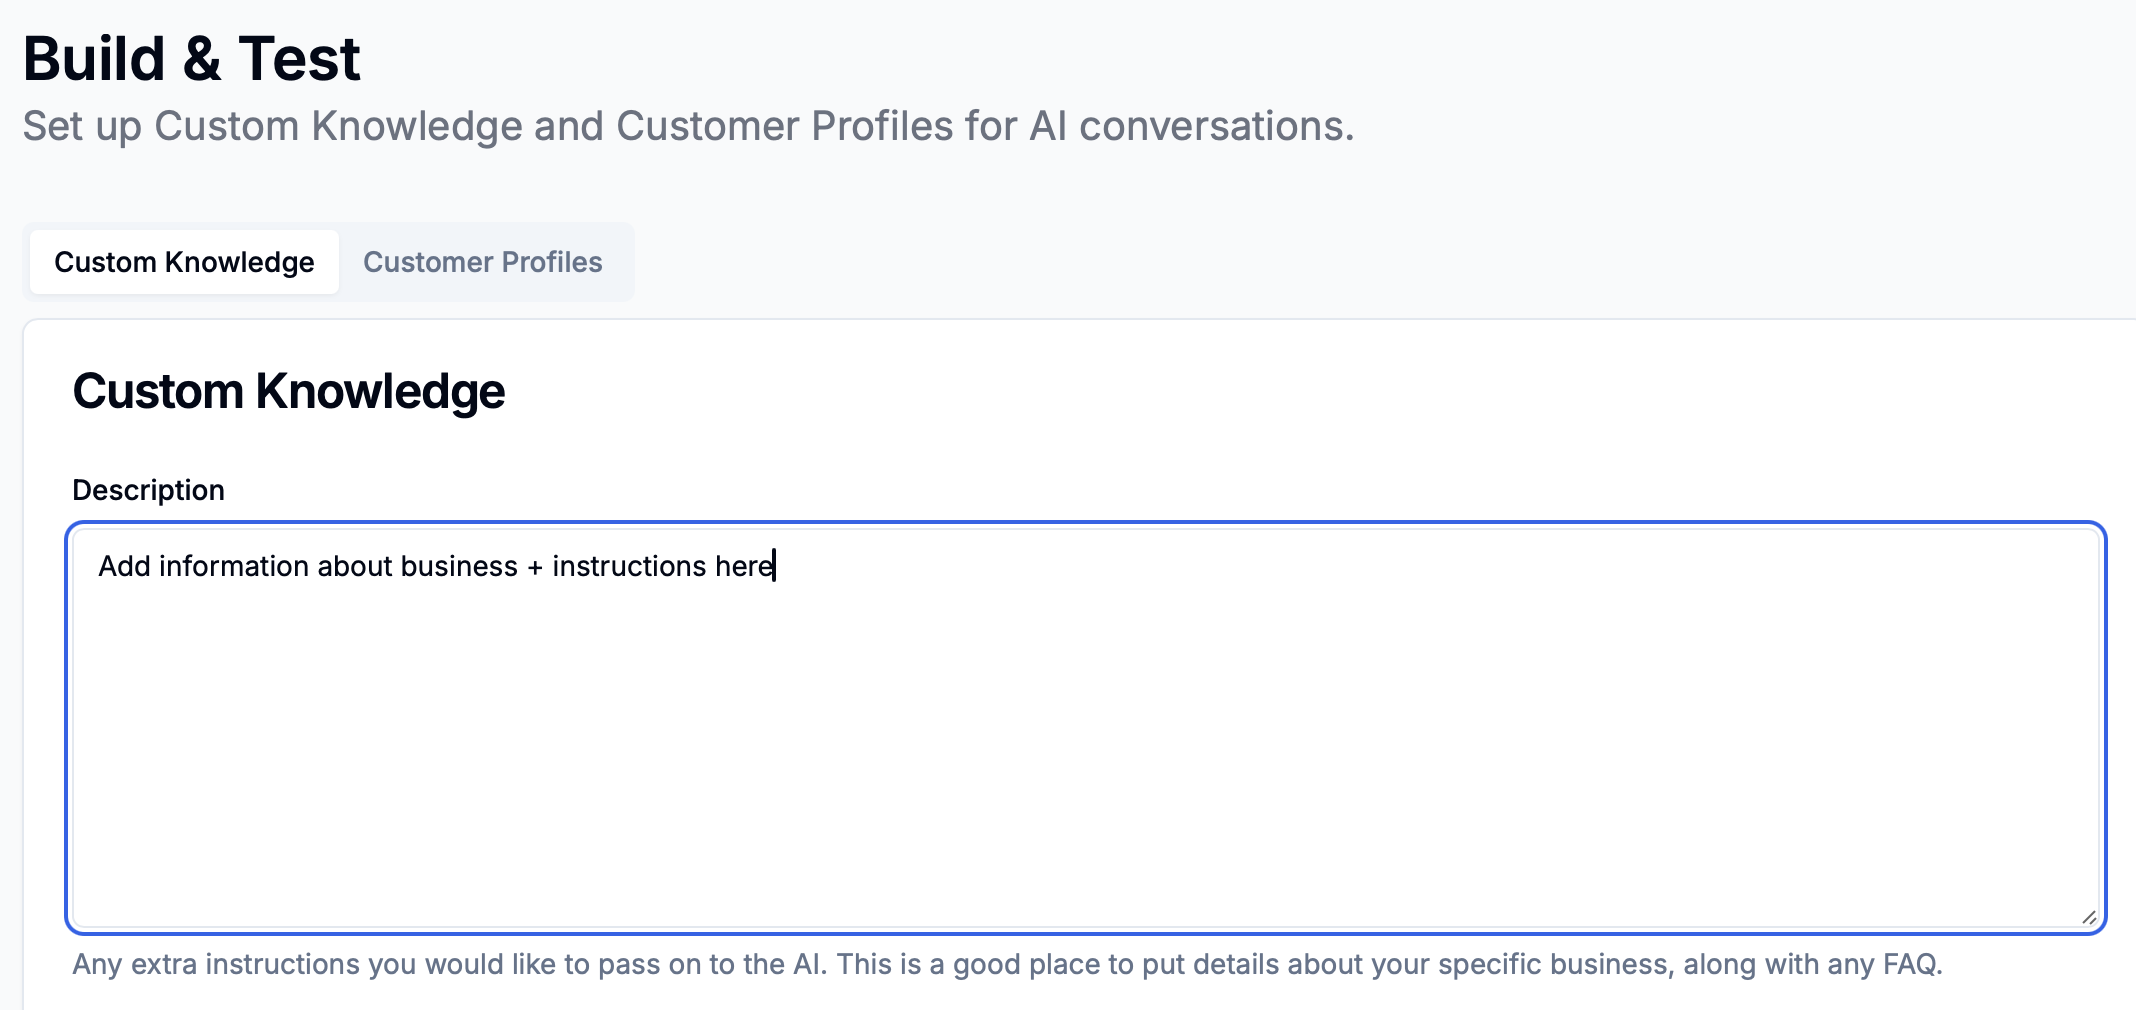 Build & Test
Set up Custom Knowledge and Customer Profiles for AI conversations.
Custom Knowledge
Customer Profiles
Custom Knowledge
Description
Add information about business + instructions here
Any extra instructions you would like to pass on to the AI. This is a good place to put details about your specific business, along with any FAQ.